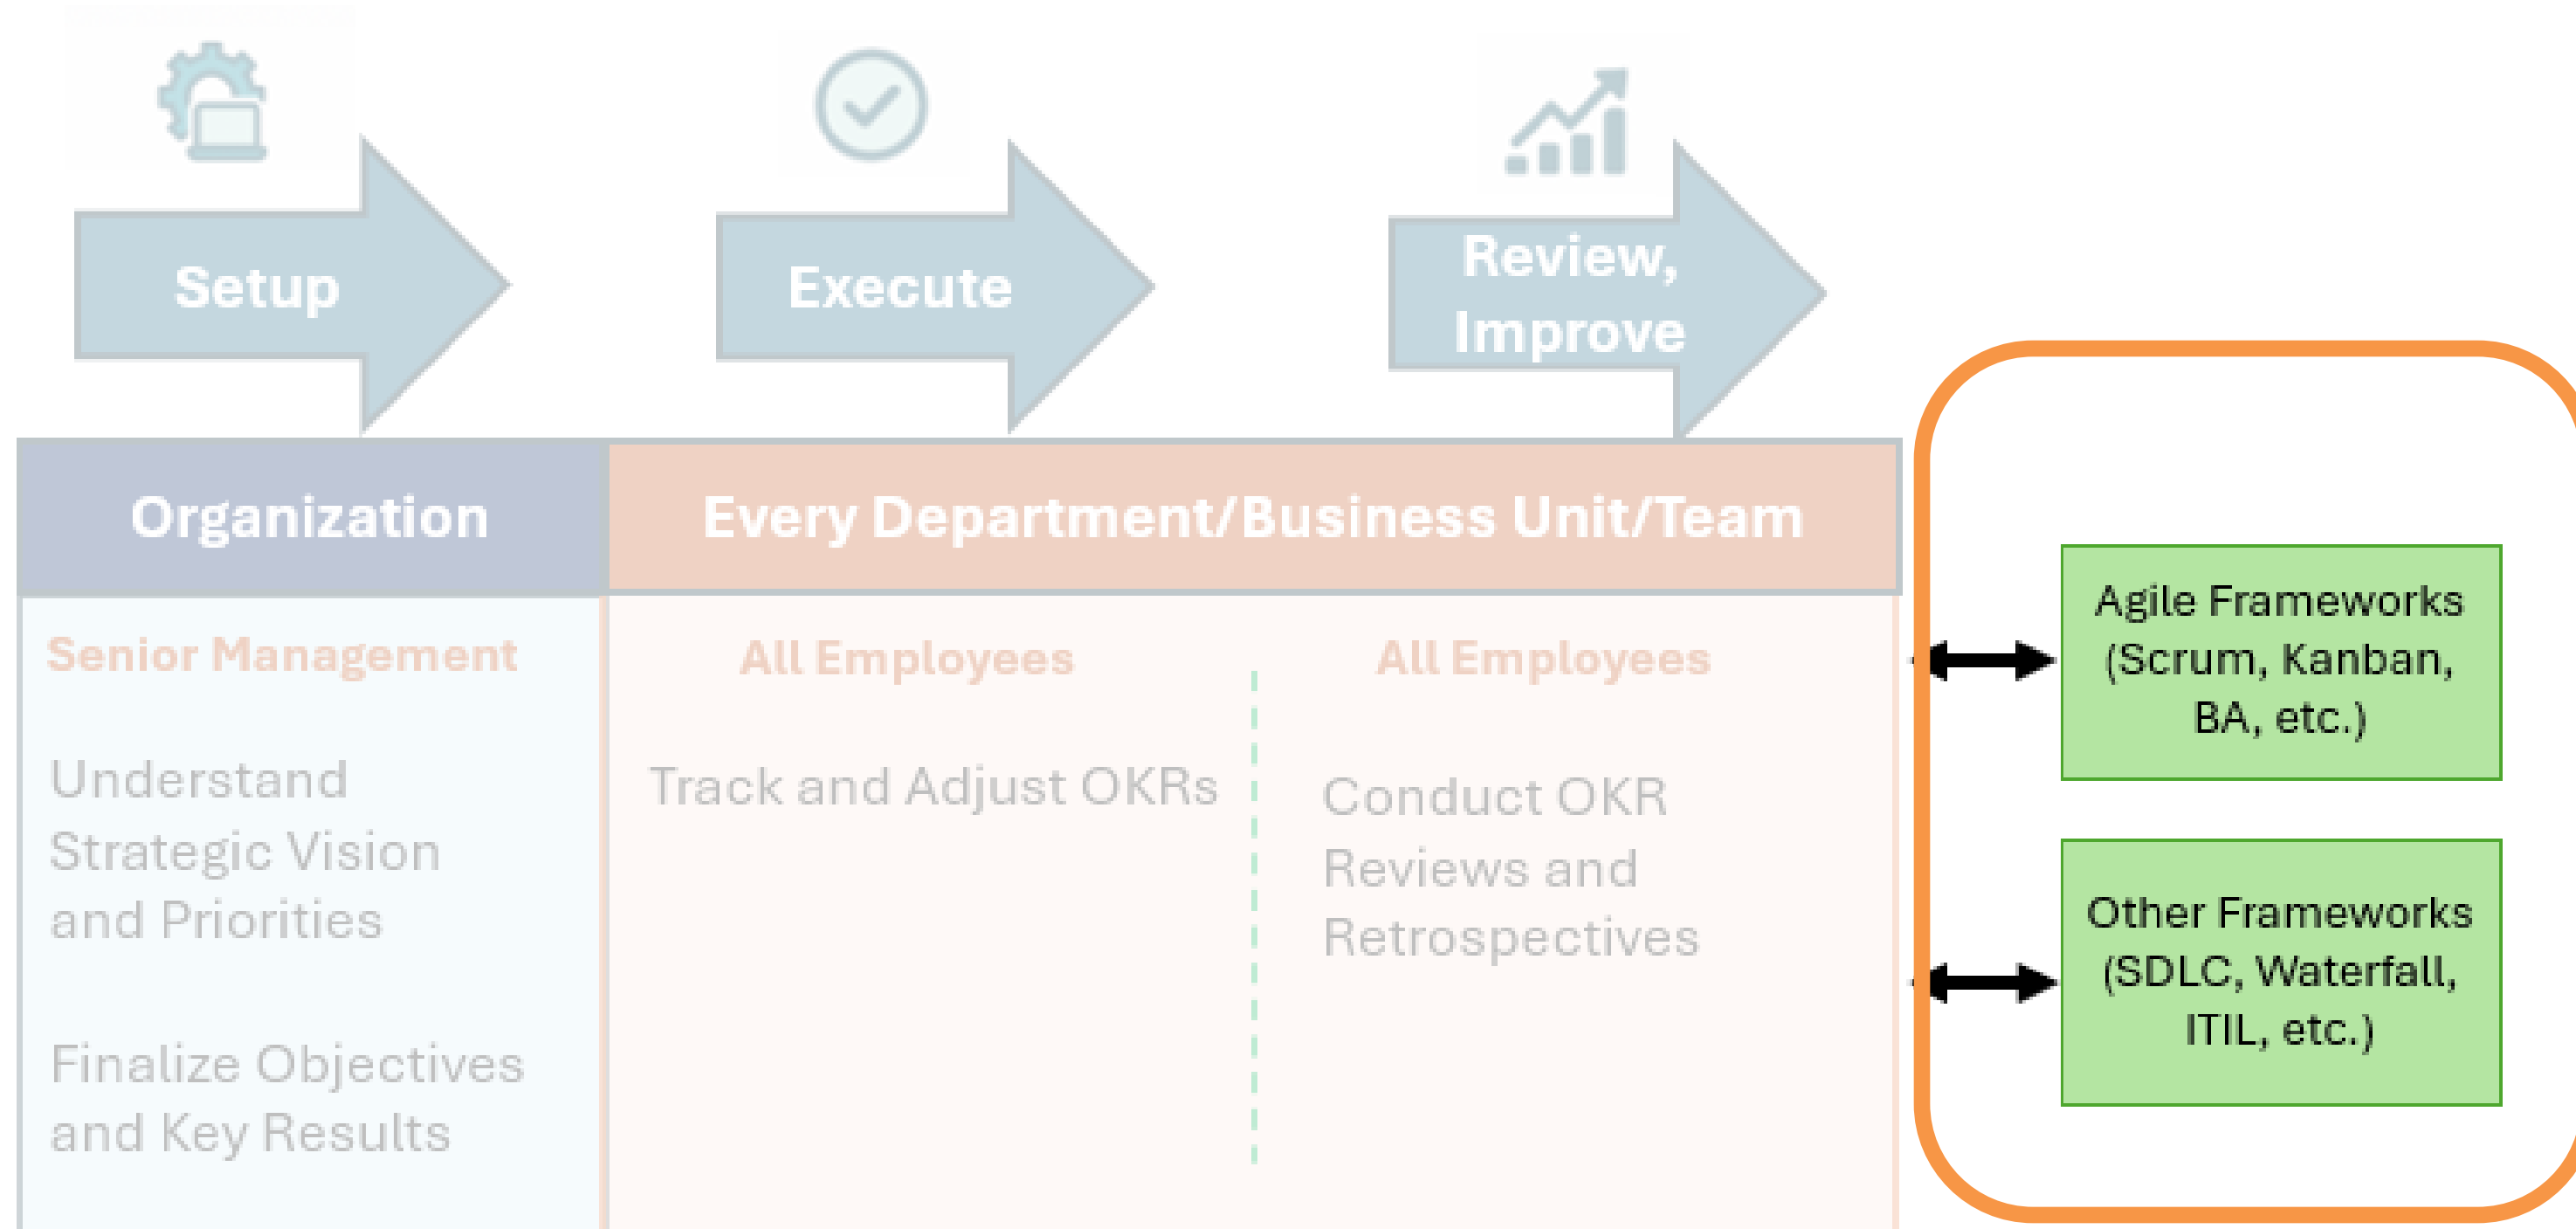 Setup
Execute
Review,
Improve
Organization
Every Department/Business Unit/Team
Senior Management
Understand
Strategic Vision
and Priorities
Finalize Objectives
and Key Results
All Employees
Track and Adjust OKRs
All Employees
Conduct OKR
Reviews and
Retrospectives
Agile Frameworks
(Scrum, Kanban,
BA, etc.)
Other Frameworks
(SDLC, Waterfall,
ITIL, etc.)